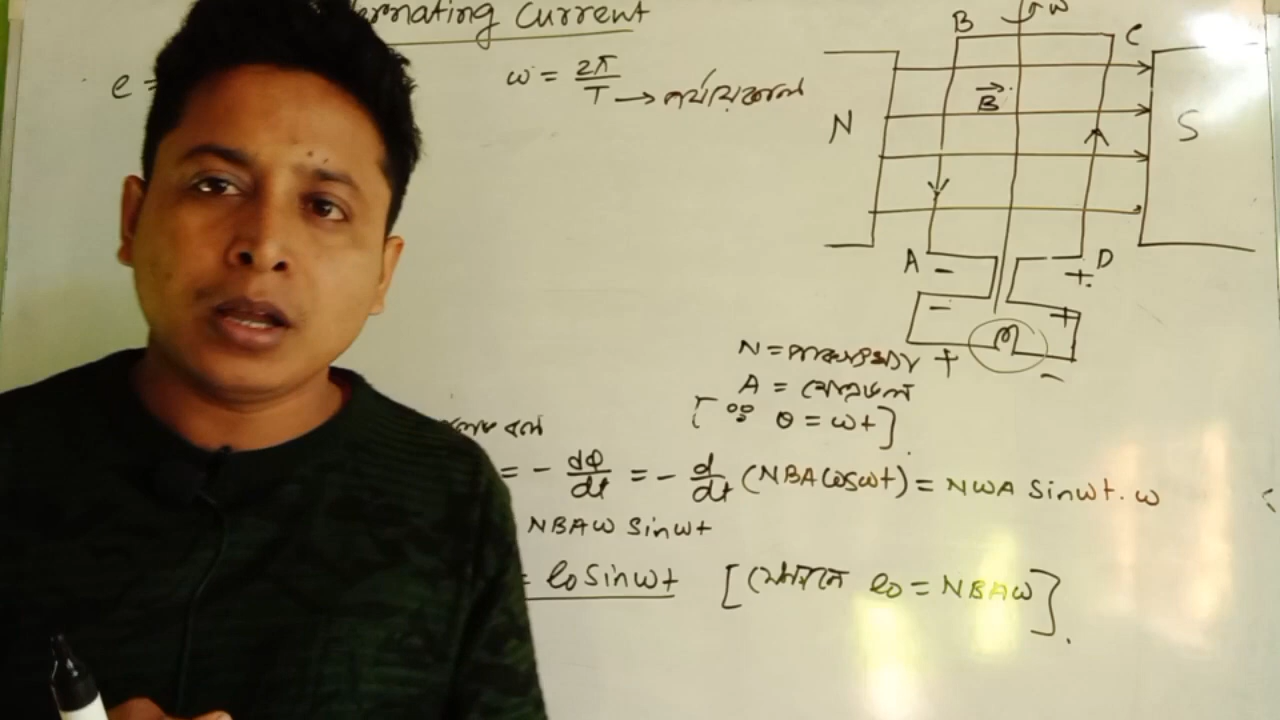 Alternating Current
e =
ω = 2π/T → পর্যায়কাল
B C
ω
B⃗
N S
A - D +
- +
+ -
N = পাকসংখ্যা
A = ক্ষেত্রফল
[∵ θ = ωt]
= - dΦ/dt = - d/dt (NBA cosωt) = NWA Sinωt. ω
NBAω Sinωt
= e0 Sinωt [যেখানে e0 = NBAω].